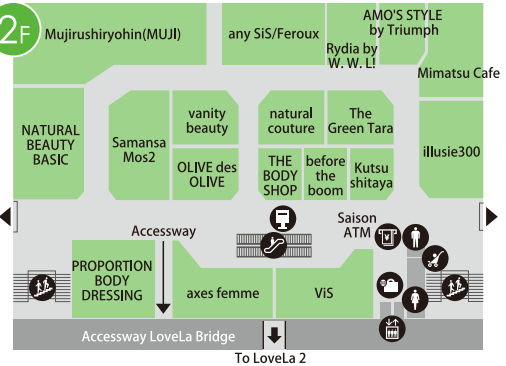 2F
Mujirushiryohin(MUJI)
any SiS/Feroux
Rydia by
W. W. L!
AMO'S STYLE
by Triumph
Mimatsu Cafe
NATURAL
BEAUTY
BASIC
Samansa
Mos2
vanity
beauty
OLIVE des
OLIVE
natural
couture
The
Green Tara
THE
BODY
SHOP
before
the
boom
Kutsu
shitaya
illusie300
Accessway
Saison
ATM
PROPORTION
BODY
DRESSING
axes femme
ViS
Accessway LoveLa Bridge
To LoveLa 2